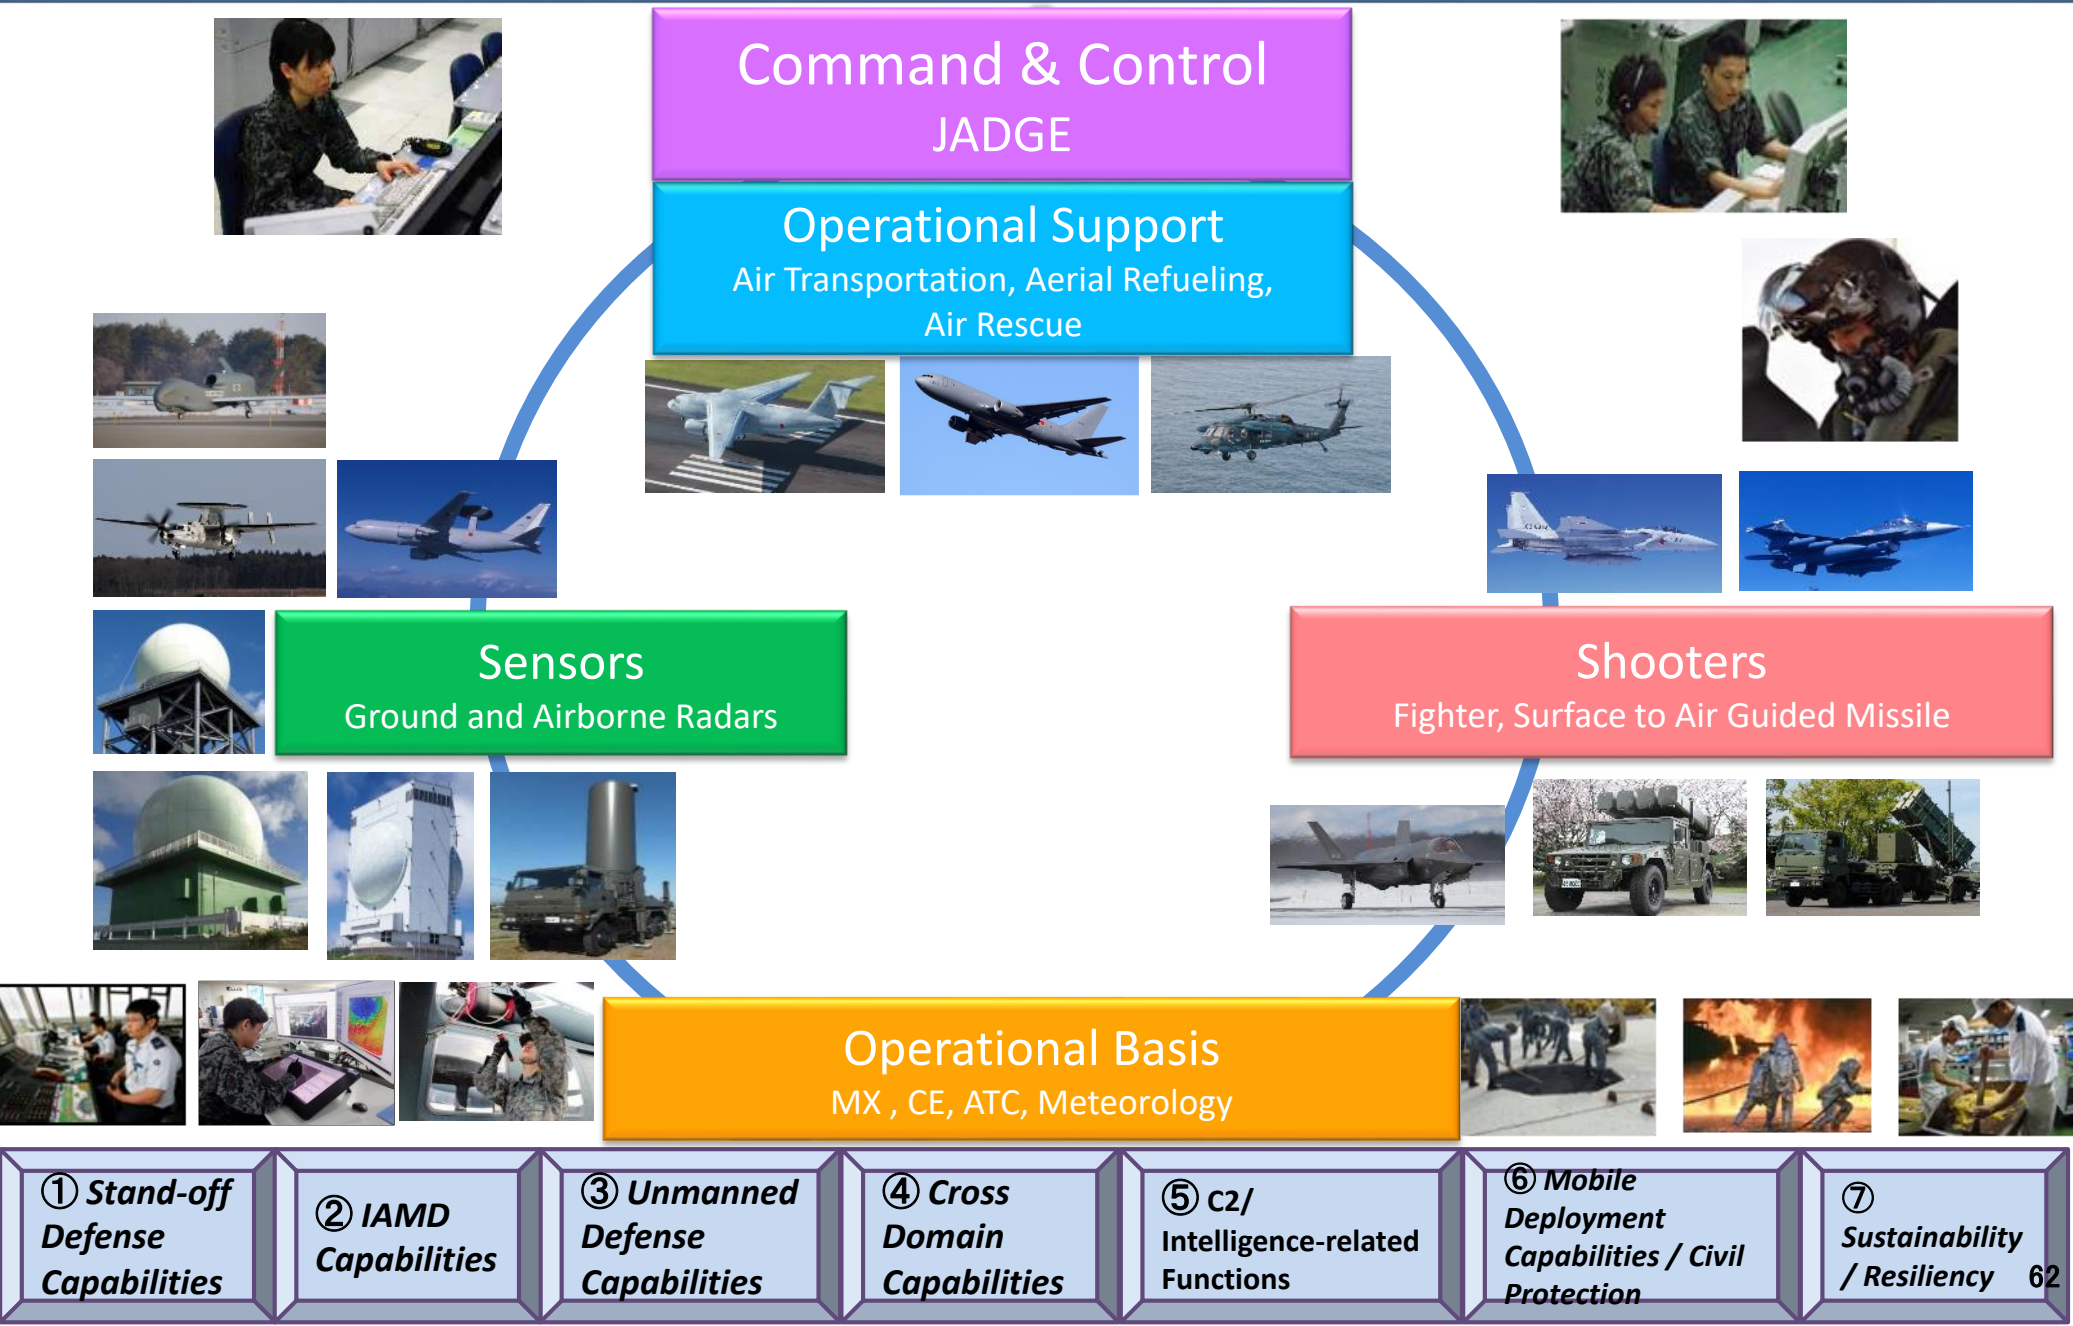 Command & Control
JADGE
Operational Support
Air Transportation, Aerial Refueling,
Air Rescue
Sensors
Ground and Airborne Radars
Shooters
Fighter, Surface to Air Guided Missile
Operational Basis
MX , CE, ATC, Meteorology
① Stand-off
Defense
Capabilities
② IAMD
Capabilities
③ Unmanned
Defense
Capabilities
④ Cross
Domain
Capabilities
⑤ C2/
Intelligence-related
Functions
⑥ Mobile
Deployment
Capabilities / Civil
Protection
⑦
Sustainability
/ Resiliency
62